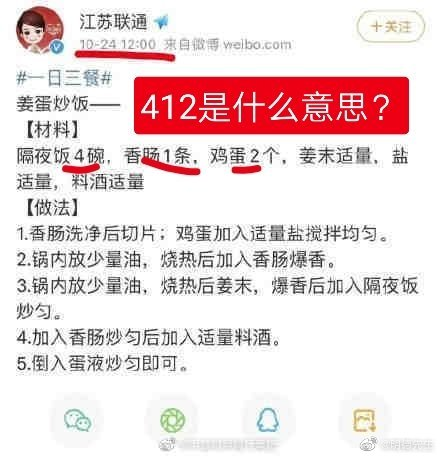 江苏联通
+关注
10-24 12:00 来自微博 weibo.com
#一日三餐#
412是什么意思？
姜蛋炒饭——
【材料】
隔夜饭4碗，香肠1条，鸡蛋2个，姜末适量，盐
适量，料酒适量
【做法】
1.香肠洗净后切片；鸡蛋加入适量盐搅拌均匀。
2.锅内放少量油，烧热后加入香肠爆香。
3.锅内放少量油，烧热后姜末，爆香后加入隔夜饭
炒匀。
4.加入香肠炒匀后加入适量料酒。
5.倒入蛋液炒匀即可。